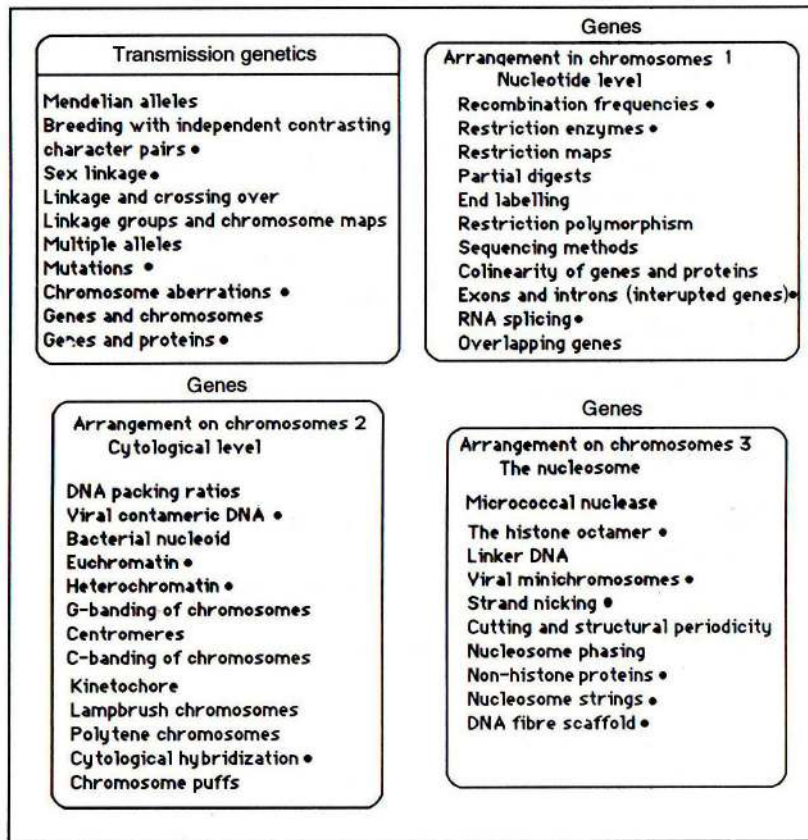 Transmission genetics
Mendelian alleles
Breeding with independent contrasting
character pairs •
Sex linkage •
Linkage and crossing over
Linkage groups and chromosome maps
Multiple alleles
Mutations •
Chromosome aberrations •
Genes and chromosomes
Genes and proteins •
Genes
Arrangement in chromosomes 1
Nucleotide level
Recombination frequencies •
Restriction enzymes •
Restriction maps
Partial digests
End labelling
Restriction polymorphism
Sequencing methods
Colinearity of genes and proteins
Exons and introns (interupted genes) •
RNA splicing •
Overlapping genes
Genes
Arrangement on chromosomes 2
Cytological level
DNA packing ratios
Viral contameric DNA •
Bacterial nucleoid
Euchromatin •
Heterochromatin •
G-banding of chromosomes
Centromeres
C-banding of chromosomes
Kinetochore
Lampbrush chromosomes
Polytene chromosomes
Cytological hybridization •
Chromosome puffs
Genes
Arrangement on chromosomes 3
The nucleosome
Micrococcal nuclease
The histone octamer •
Linker DNA
Viral minichromosomes •
Strand nicking •
Cutting and structural periodicity
Nucleosome phasing
Non-histone proteins •
Nucleosome strings •
DNA fibre scaffold •